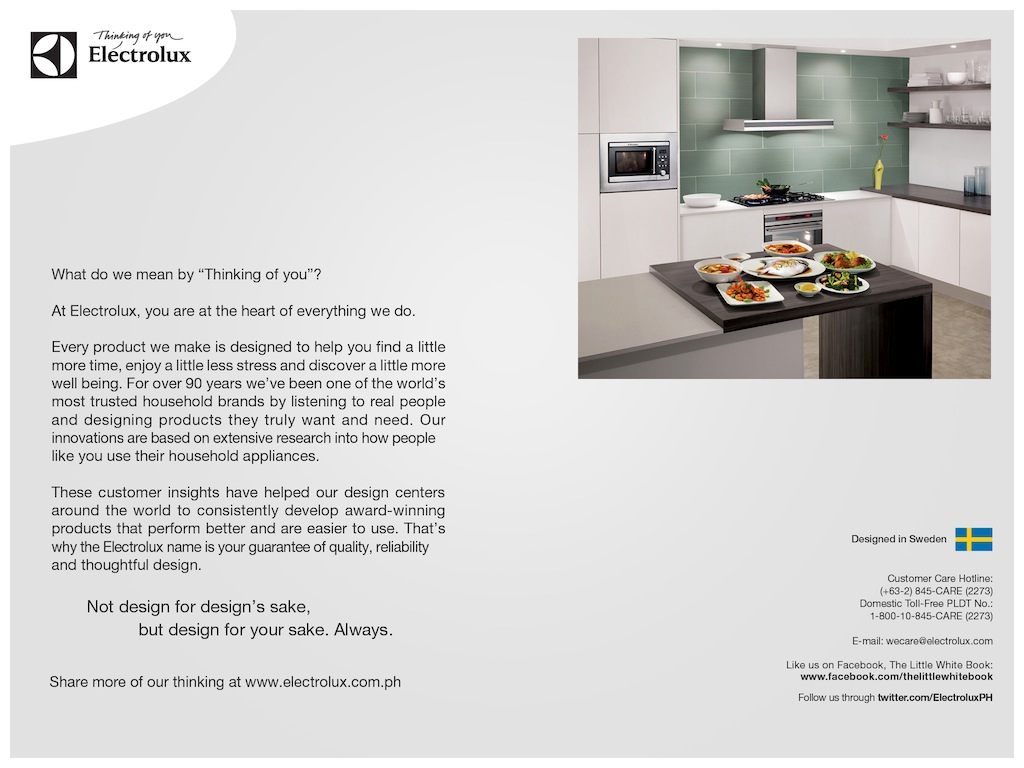 Thinking of you
Electrolux
What do we mean by “Thinking of you”?
At Electrolux, you are at the heart of everything we do.
Every product we make is designed to help you find a little
more time, enjoy a little less stress and discover a little more
well being. For over 90 years we’ve been one of the world’s
most trusted household brands by listening to real people
and designing products they truly want and need. Our
innovations are based on extensive research into how people
like you use their household appliances.
These customer insights have helped our design centers
around the world to consistently develop award-winning
products that perform better and are easier to use. That’s
why the Electrolux name is your guarantee of quality, reliability
and thoughtful design.
Not design for design’s sake,
but design for your sake. Always.
Share more of our thinking at www.electrolux.com.ph
Designed in Sweden
Customer Care Hotline:
(+63-2) 845-CARE (2273)
Domestic Toll-Free PLDT No.:
1-800-10-845-CARE (2273)
E-mail: wecare@electrolux.com
Like us on Facebook, The Little White Book:
www.facebook.com/thelittlewhitebook
Follow us through twitter.com/ElectroluxPH